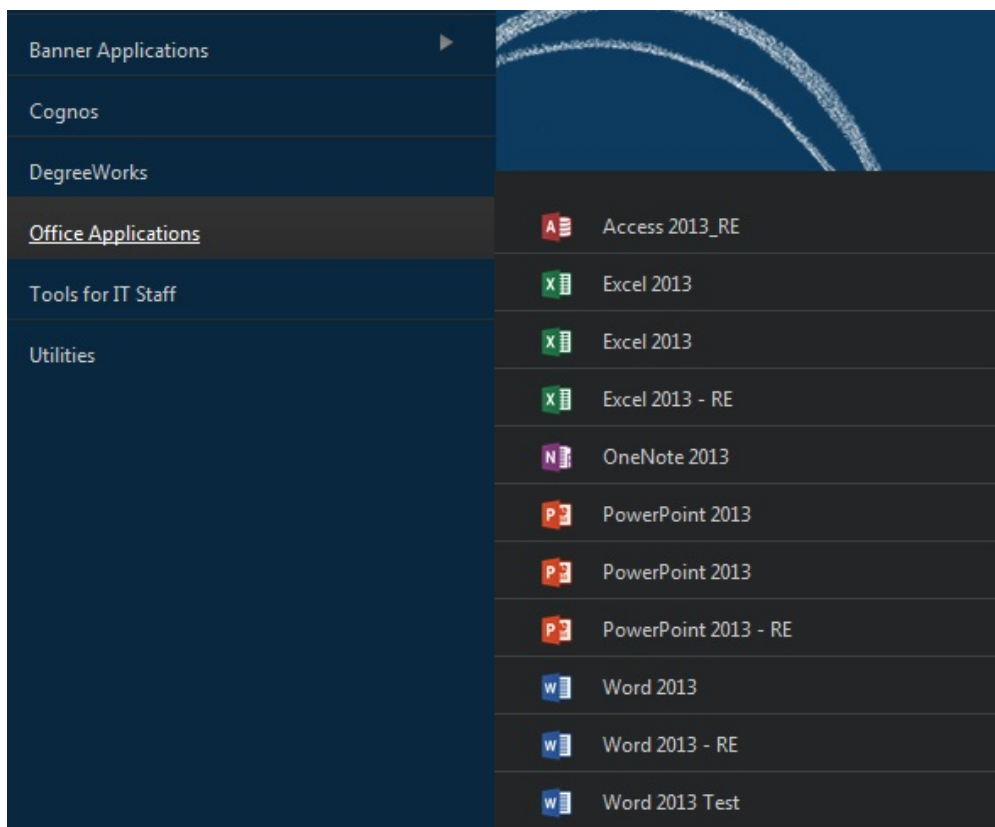 Banner Applications
Cognos
DegreeWorks
Office Applications
Tools for IT Staff
Utilities
Access 2013_RE
Excel 2013
Excel 2013
Excel 2013 - RE
OneNote 2013
PowerPoint 2013
PowerPoint 2013
PowerPoint 2013 - RE
Word 2013
Word 2013 - RE
Word 2013 Test